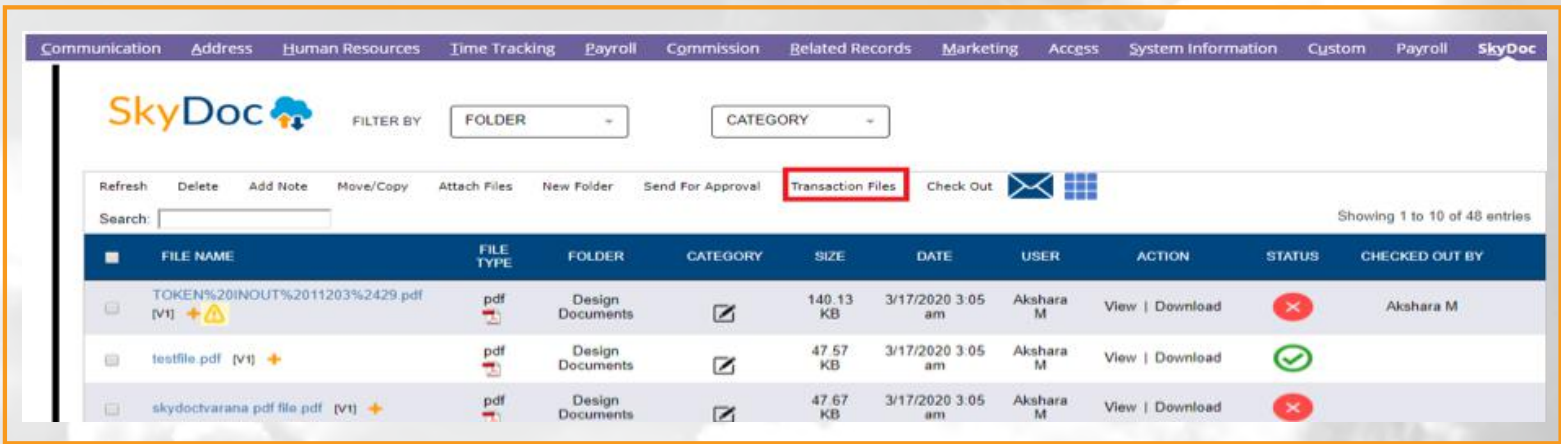 Communication Address Human Resources Time Tracking Payroll Commission Related Records Marketing Access System Information Custom Payroll SkyDoc
SkyDoc FILTER BY FOLDER CATEGORY
Refresh Delete Add Note Move/Copy Attach Files New Folder Send For Approval Transaction Files Check Out
Search: Showing 1 to 10 of 48 entries
FILE NAME FILE TYPE FOLDER CATEGORY SIZE DATE USER ACTION STATUS CHECKED OUT BY
TOKEN%20INOUT%2011203%2429.pdf pdf Design 140.13 3/17/2020 3:05 Akshara View | Download Akshara M
[V1] Documents KB am M
testfile.pdf [V1] pdf Design 47.57 3/17/2020 3:05 Akshara View | Download
Documents KB am M
skydoctvarana pdf file.pdf [V1] pdf Design 47.67 3/17/2020 3:05 Akshara View | Download
Documents KB am M